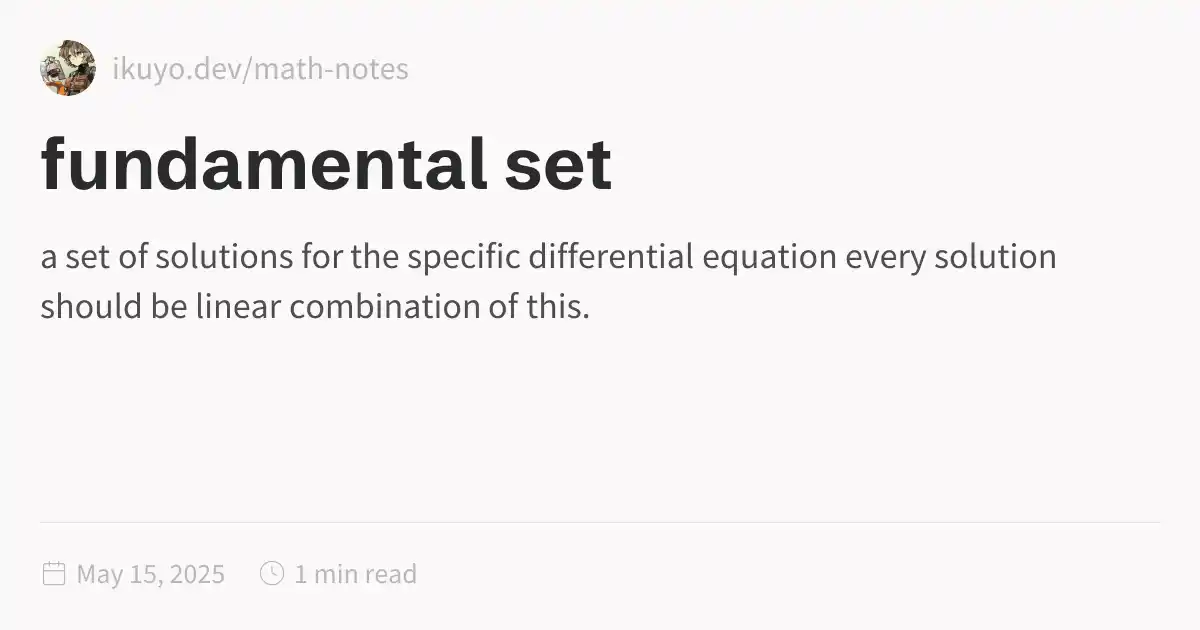 ikuyo.dev/math-notes
fundamental set
a set of solutions for the specific differential equation every solution
should be linear combination of this.
May 15, 2025 1 min read